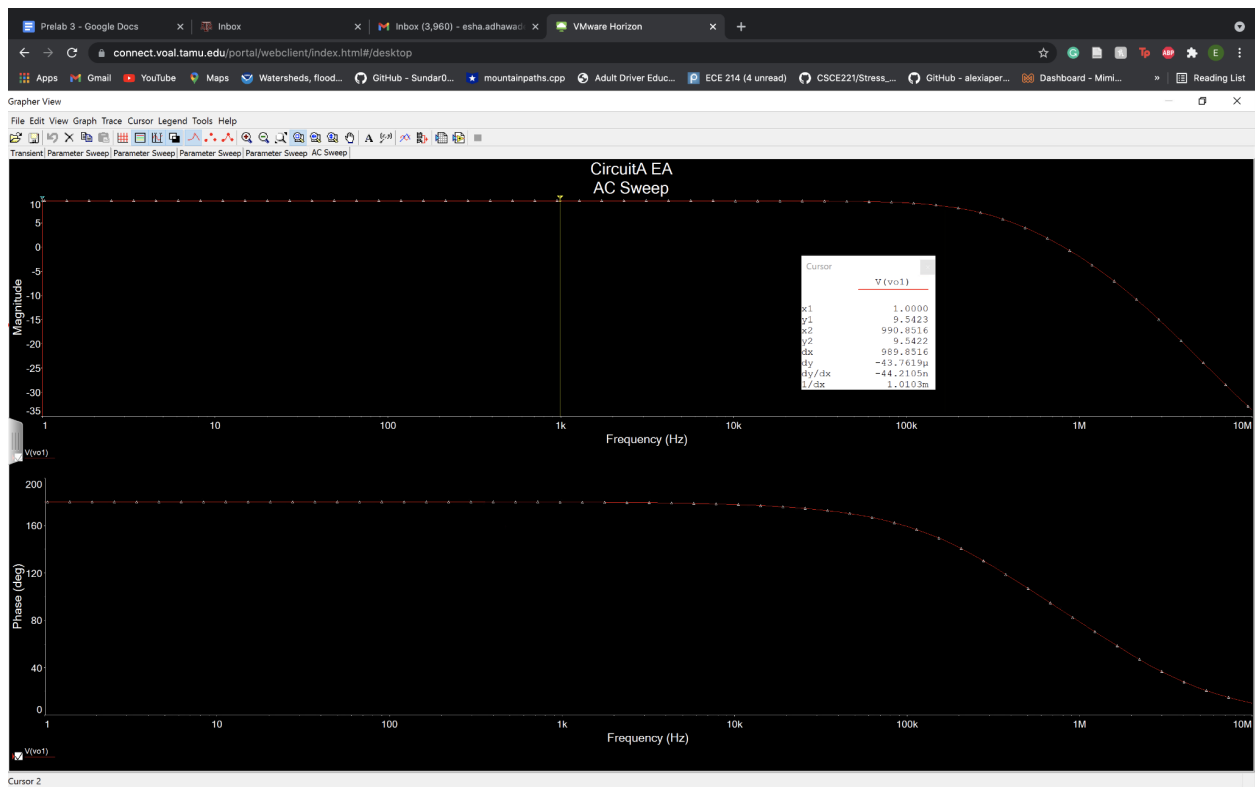 Prelab 3 - Google Docs Inbox Inbox (3,960) - esha.adhawad VMware Horizon
connect.voal.tamu.edu/portal/webclient/index.html#/desktop
Apps Gmail YouTube Maps Watersheds, flood... GitHub - Sundar0... mountainpaths.cpp Adult Driver Educ... ECE 214 (4 unread) CSCE221/Stress_... GitHub - alexiaper... Dashboard - Mimi... » Reading List
Grapher View
File Edit View Graph Trace Cursor Legend Tools Help
Transient Parameter Sweep Parameter Sweep Parameter Sweep Parameter Sweep AC Sweep
CircuitA EA
AC Sweep
Magnitude
10
5
0
-5
-10
-15
-20
-25
-30
-35
1 10 100 1k 10k 100k 1M 10M
Frequency (Hz)
V(vo1)
Cursor
V(vo1)
x1 1.0000
y1 9.5423
x2 990.8516
y2 9.5422
dx 989.8516
dy -43.7619µ
dy/dx -44.2105n
1/dx 1.0103m
Phase (deg)
200
160
120
80
40
0
1 10 100 1k 10k 100k 1M 10M
Frequency (Hz)
V(vo1)
Cursor 2